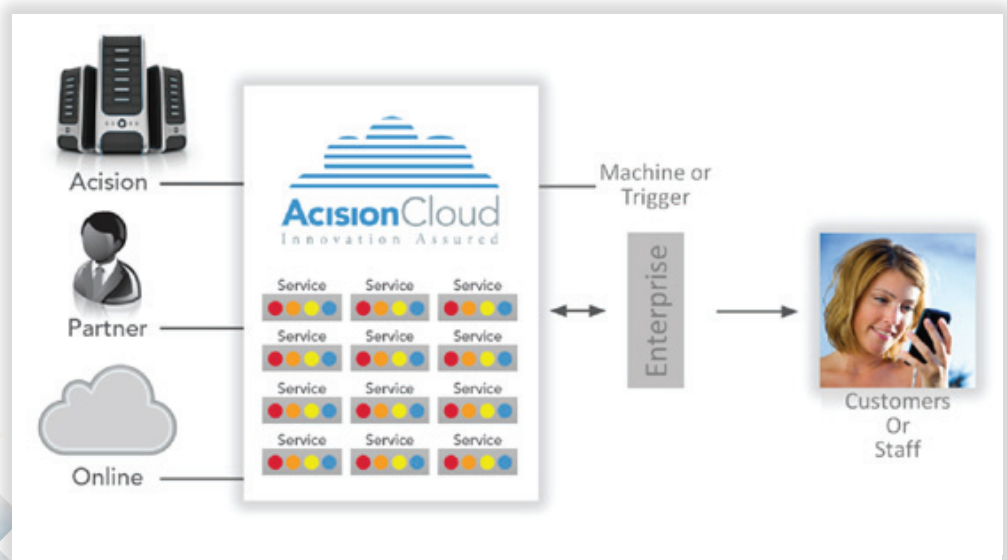 Acision
Partner
Online
AcisionCloud
Innovation Assured
Service Service Service
Service Service Service
Service Service Service
Service Service Service
Machine or
Trigger
Enterprise
Customers
Or
Staff